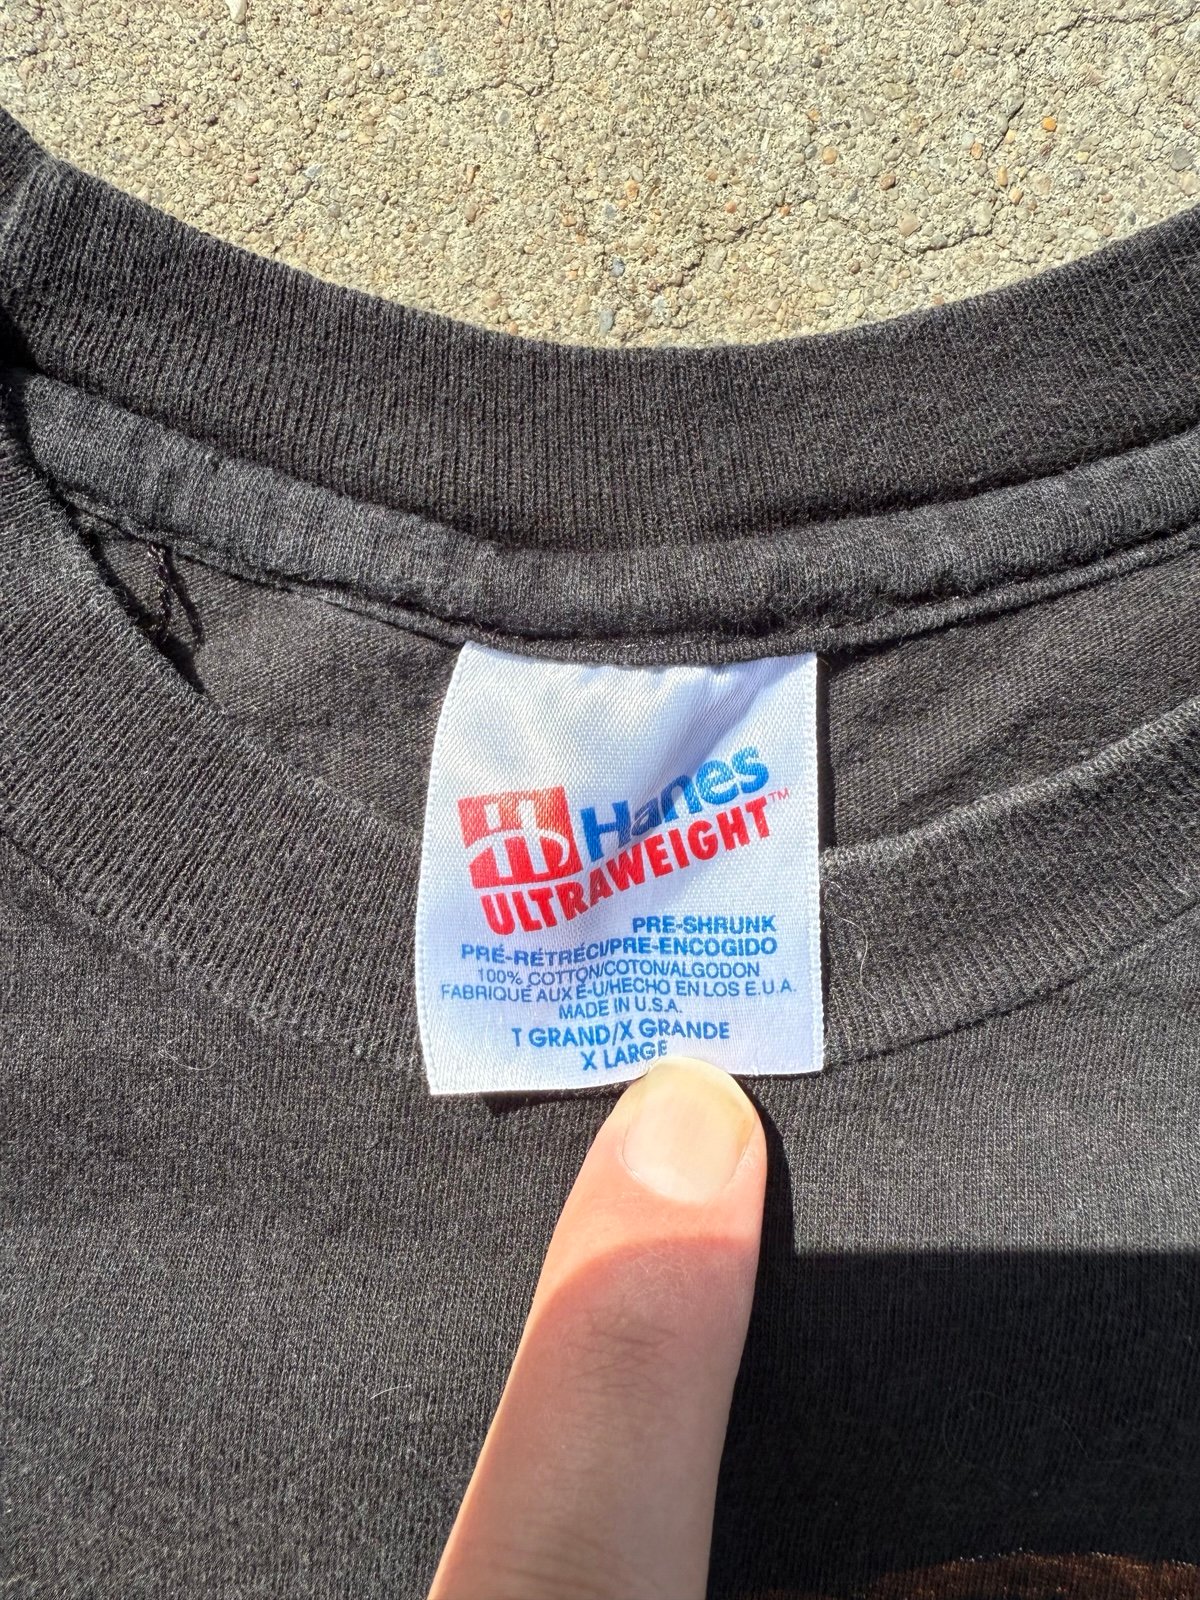 Hanes
ULTRAWEIGHT™
PRE-SHRUNK
PRÉ-RÉTRÉCI/PRE-ENCOGIDO
100% COTTON/COTON/ALGODON
FABRIQUÉ AUX É-U/HECHO EN LOS E.U.A.
MADE IN U.S.A.
T GRAND/X GRANDE
X LARGE